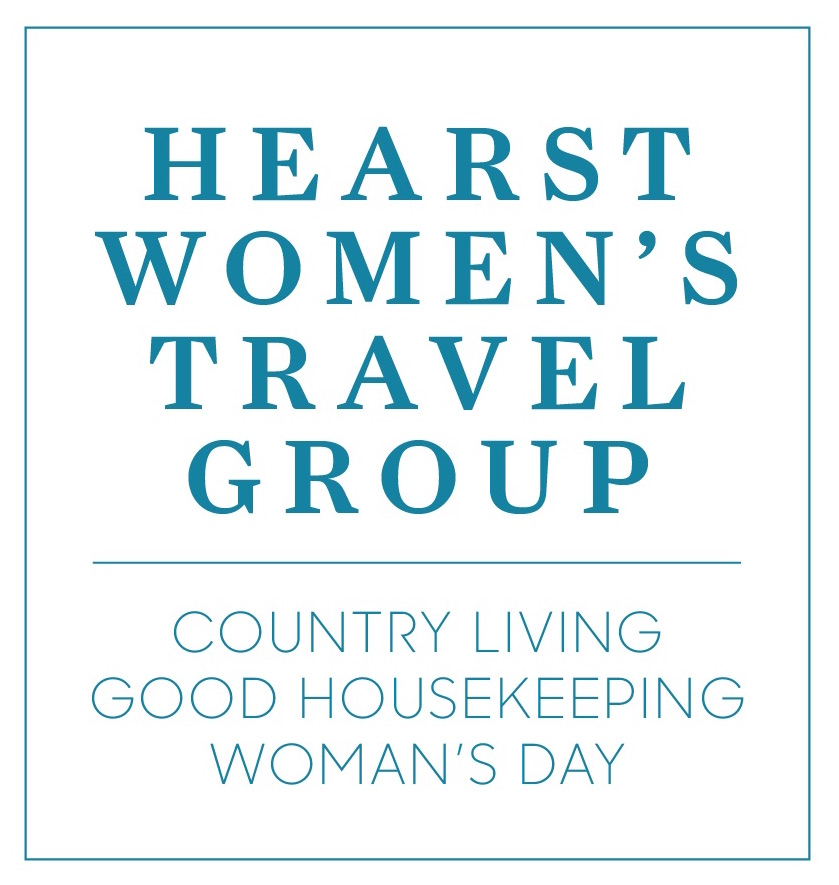 HEARST
WOMEN’S
TRAVEL
GROUP
COUNTRY LIVING
GOOD HOUSEKEEPING
WOMAN’S DAY